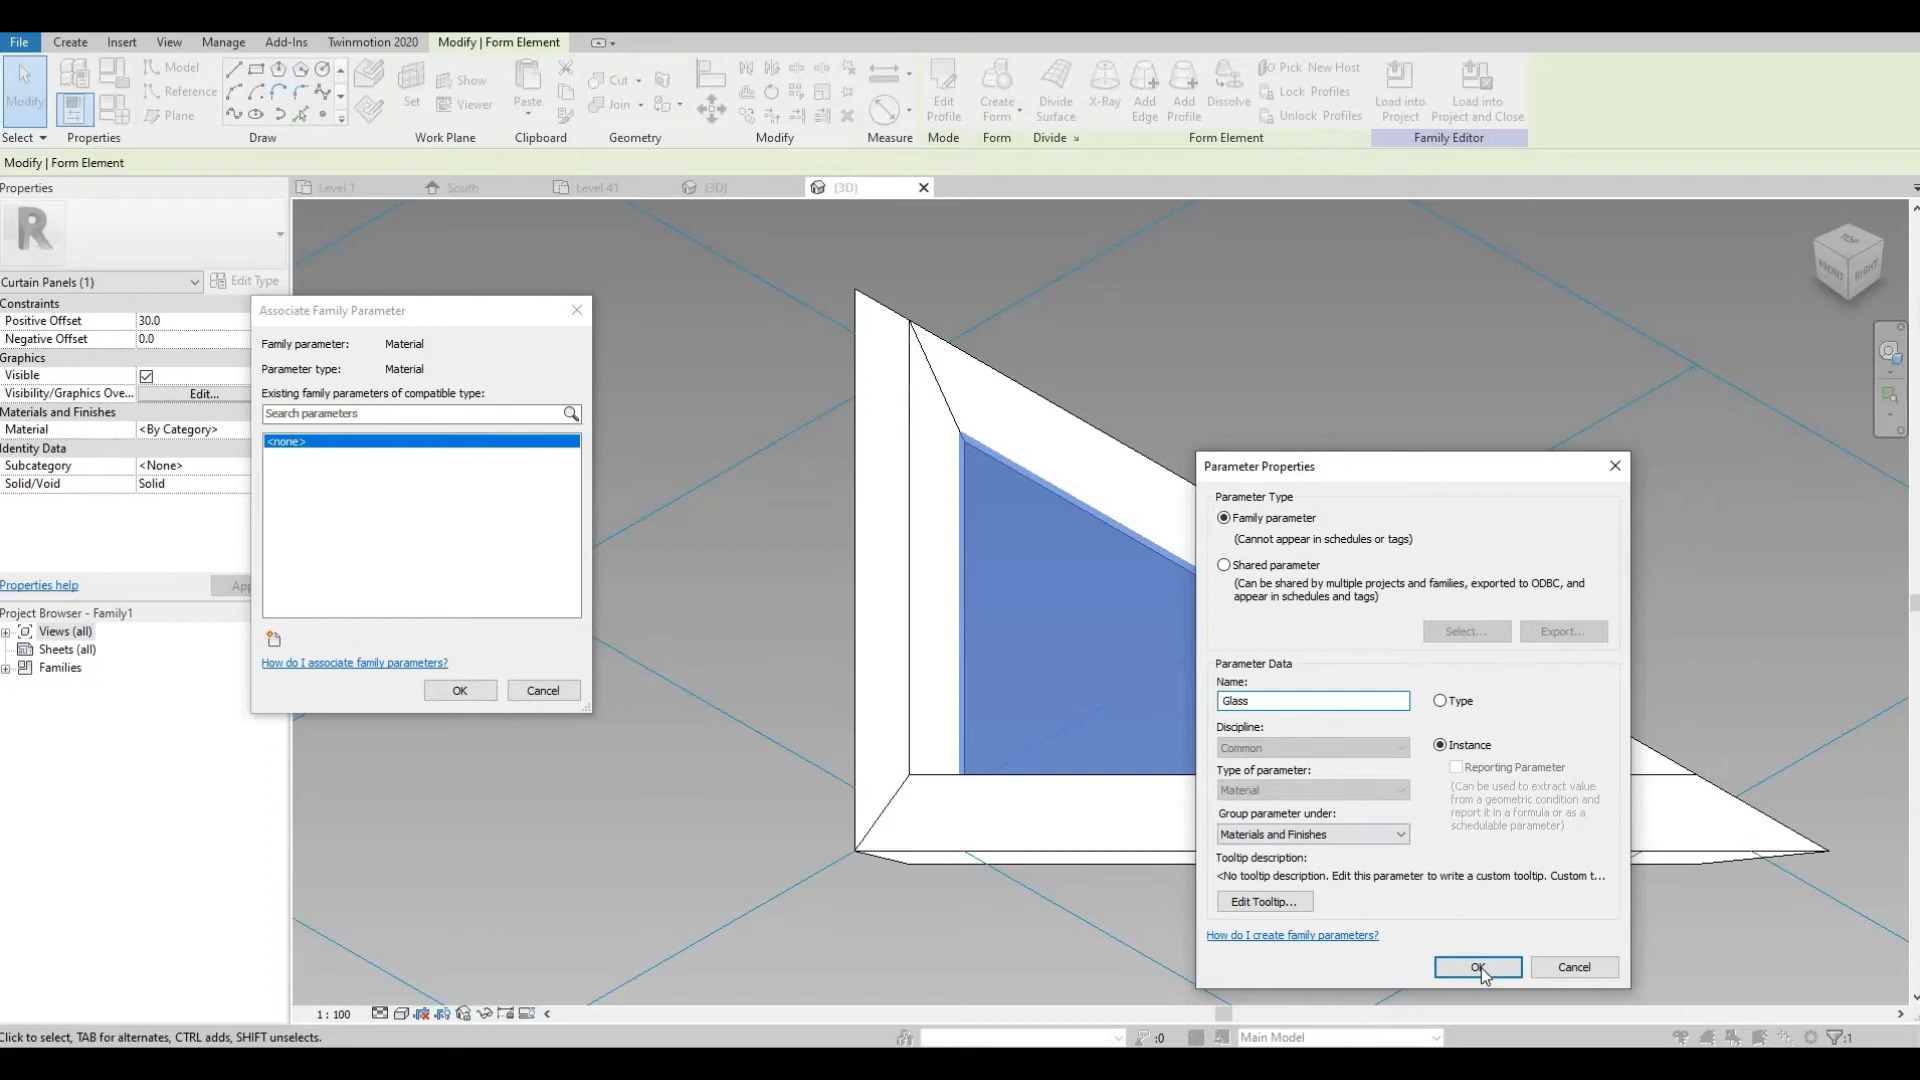 File Create Insert View Manage Add-Ins Twinmotion 2020 Modify | Form Element
Modify
Model
Reference
Plane
Set
Show
Viewer
Paste
Cut
Join
Edit Profile
Create Form
Divide Surface
X-Ray
Add Edge
Add Profile
Dissolve
Pick New Host
Lock Profiles
Unlock Profiles
Load into Project
Load into Project and Close
Select Properties Draw Work Plane Clipboard Geometry Modify Measure Mode Form Divide Form Element Family Editor
Modify | Form Element
Properties
Level 1 South Level 41 {3D} {3D}
R
Curtain Panels (1) Edit Type
Constraints
Positive Offset 30.0
Negative Offset 0.0
Graphics
Visible
Visibility/Graphics Ove... Edit...
Materials and Finishes
Material <By Category>
Identity Data
Subcategory <None>
Solid/Void Solid
Properties help App
Project Browser - Family1
Views (all)
Sheets (all)
Families
Associate Family Parameter
Family parameter: Material
Parameter type: Material
Existing family parameters of compatible type:
Search parameters
<none>
How do I associate family parameters?
OK Cancel
TOP
FRONT RIGHT
Parameter Properties
Parameter Type
Family parameter
(Cannot appear in schedules or tags)
Shared parameter
(Can be shared by multiple projects and families, exported to ODBC, and
appear in schedules and tags)
Select... Export...
Parameter Data
Name:
Glass
Type
Discipline:
Common
Instance
Type of parameter:
Reporting Parameter
Material
(Can be used to extract value
from a geometric condition and
report it in a formula or as a
schedulable parameter)
Group parameter under:
Materials and Finishes
Tooltip description:
<No tooltip description. Edit this parameter to write a custom tooltip. Custom t...
Edit Tooltip...
How do I create family parameters?
OK Cancel
1 : 100
Click to select, TAB for alternates, CTRL adds, SHIFT unselects.
:0
Main Model
:1